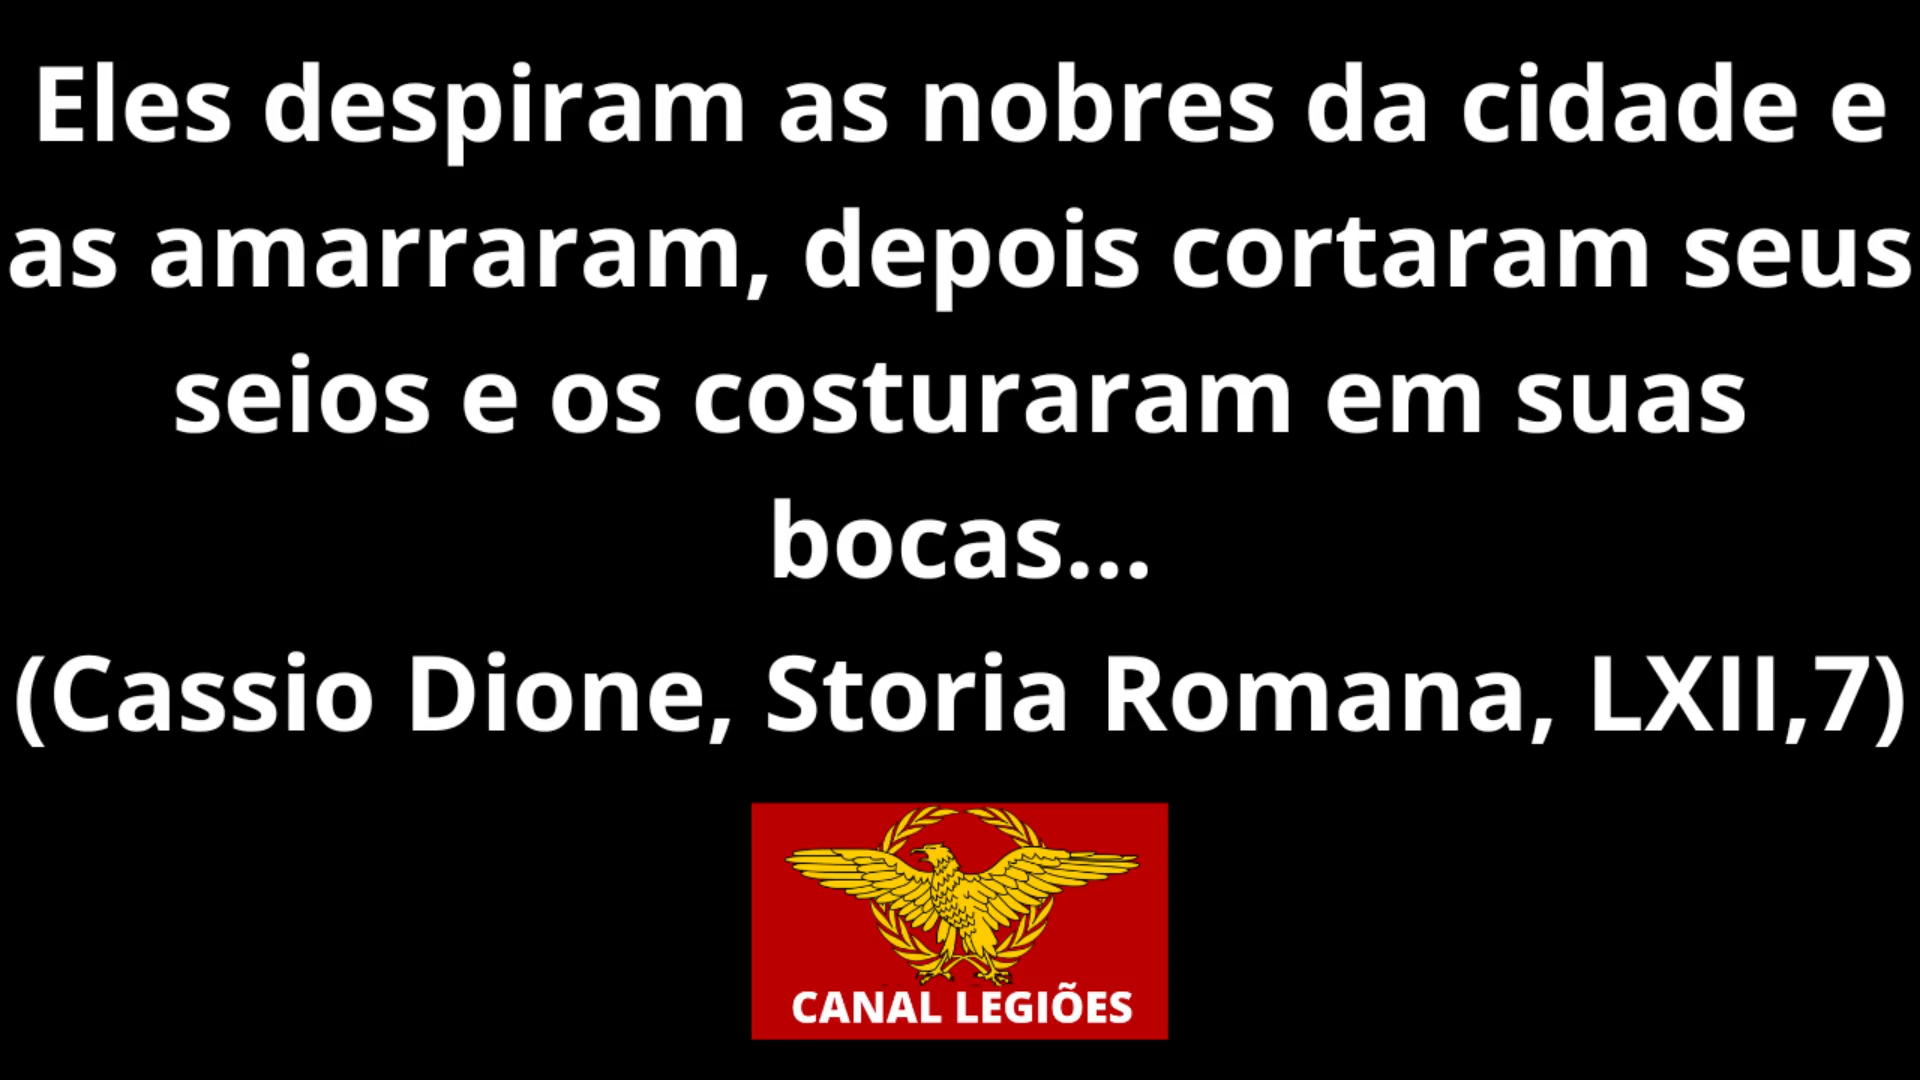 Eles despiram as nobres da cidade e
as amarraram, depois cortaram seus
seios e os costuraram em suas
bocas...
(Cassio Dione, Storia Romana, LXII,7)
CANAL LEGIÕES